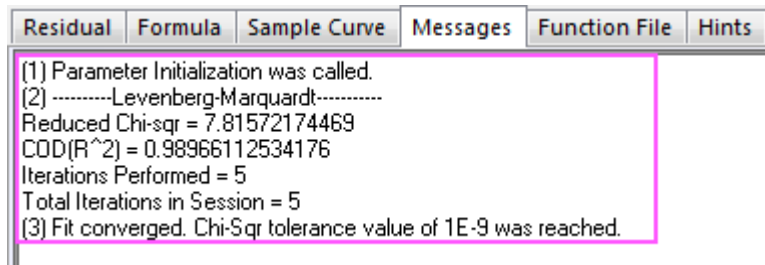 Residual Formula Sample Curve Messages Function File Hints
(1) Parameter Initialization was called.
(2) ----------Levenberg-Marquardt-----------
Reduced Chi-sqr = 7.81572174469
COD(R^2) = 0.98966112534176
Iterations Performed = 5
Total Iterations in Session = 5
(3) Fit converged. Chi-Sqr tolerance value of 1E-9 was reached.